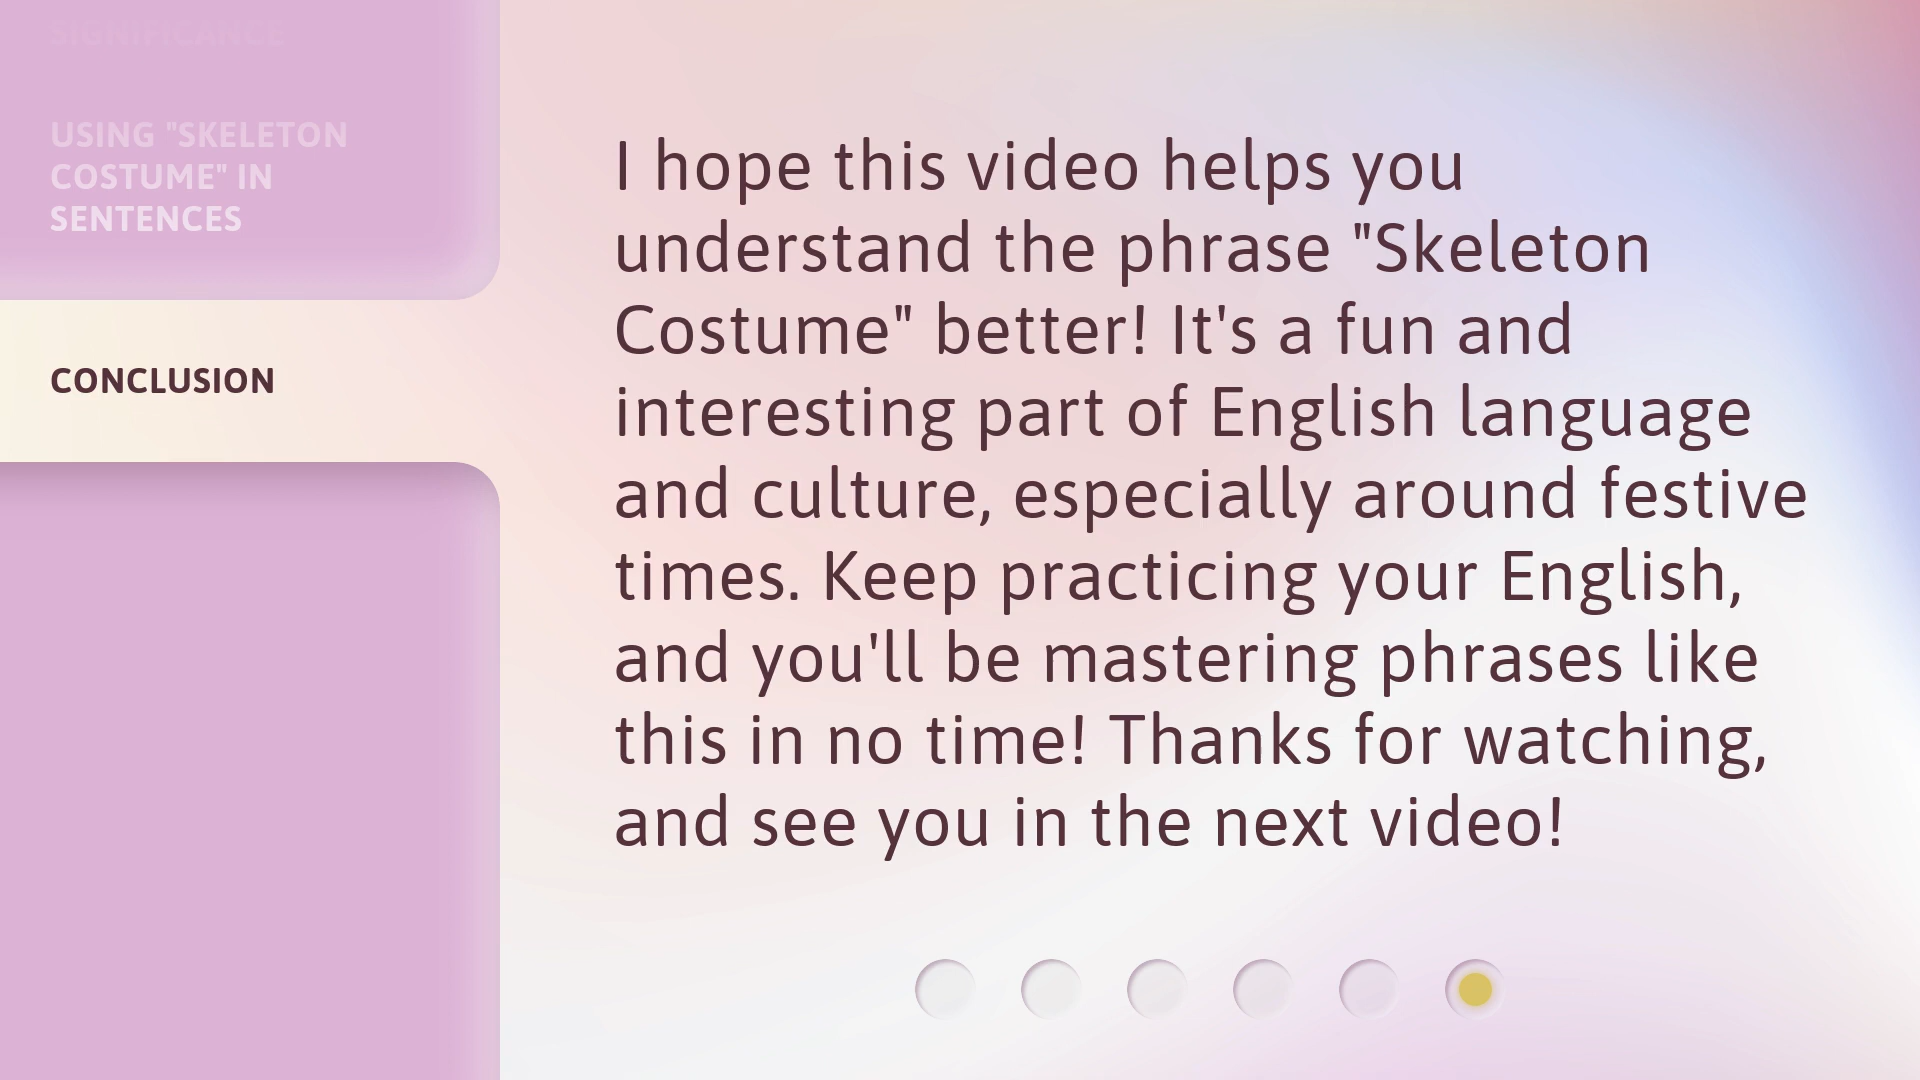 SIGNIFICANCE
USING "SKELETON
COSTUME" IN
SENTENCES
CONCLUSION
I hope this video helps you
understand the phrase "Skeleton
Costume" better! It's a fun and
interesting part of English language
and culture, especially around festive
times. Keep practicing your English,
and you'll be mastering phrases like
this in no time! Thanks for watching,
and see you in the next video!